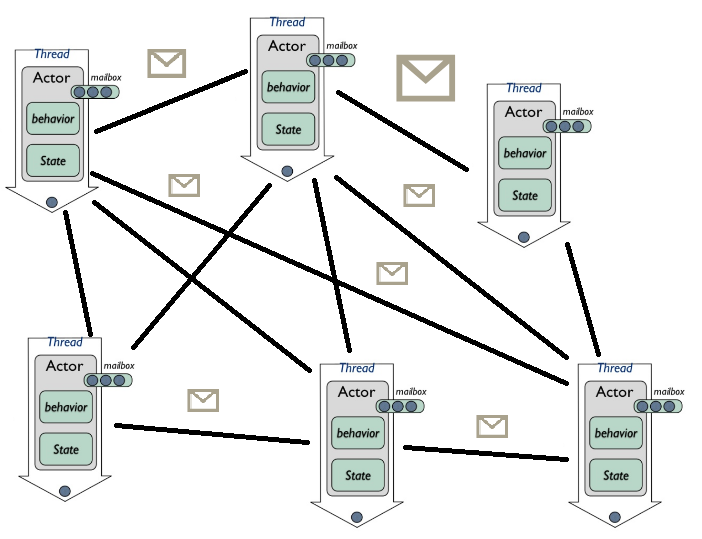 Thread
Actor
mailbox
behavior
State
Thread
Actor
mailbox
behavior
State
Thread
Actor
mailbox
behavior
State
Thread
Actor
mailbox
behavior
State
Thread
Actor
mailbox
behavior
State
Thread
Actor
mailbox
behavior
State